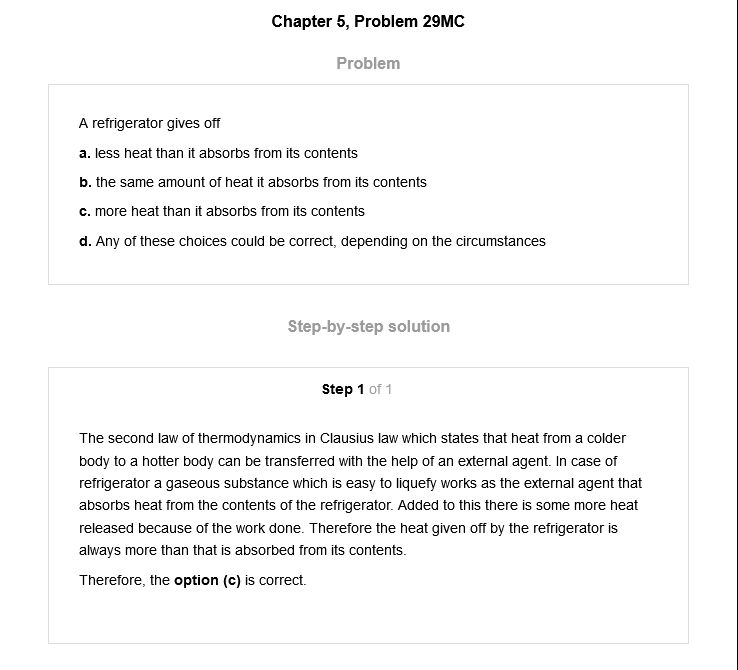 Chapter 5, Problem 29MC
Problem
A refrigerator gives off
a. less heat than it absorbs from its contents
b. the same amount of heat it absorbs from its contents
c. more heat than it absorbs from its contents
d. Any of these choices could be correct, depending on the circumstances
Step-by-step solution
Step 1 of 1
The second law of thermodynamics in Clausius law which states that heat from a colder
body to a hotter body can be transferred with the help of an external agent. In case of
refrigerator a gaseous substance which is easy to liquefy works as the external agent that
absorbs heat from the contents of the refrigerator. Added to this there is some more heat
released because of the work done. Therefore the heat given off by the refrigerator is
always more than that is absorbed from its contents.
Therefore, the option (c) is correct.